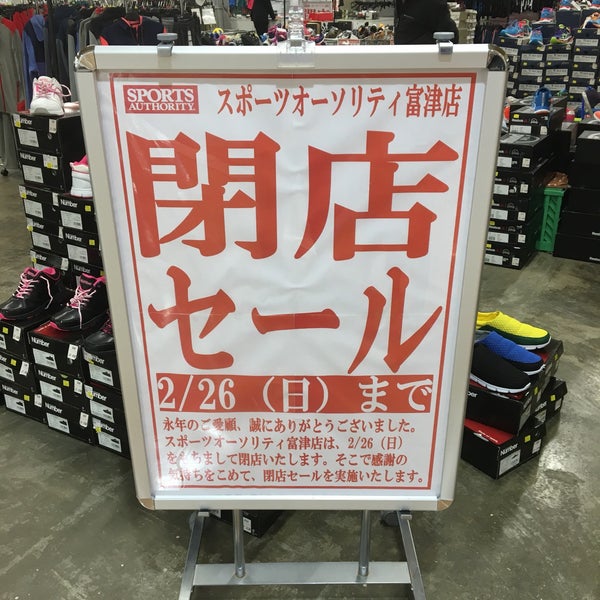 SPORTS
AUTHORITY
スポーツオーソリティ富津店
閉店
セール
2/26（日）まで
永年のご愛顧、誠にありがとうございました。
スポーツオーソリティ富津店は、2/26（日）
をもちまして閉店いたします。そこで感謝の
気持ちをこめて、閉店セールを実施いたします。
Number
Number
Number
Number
Number